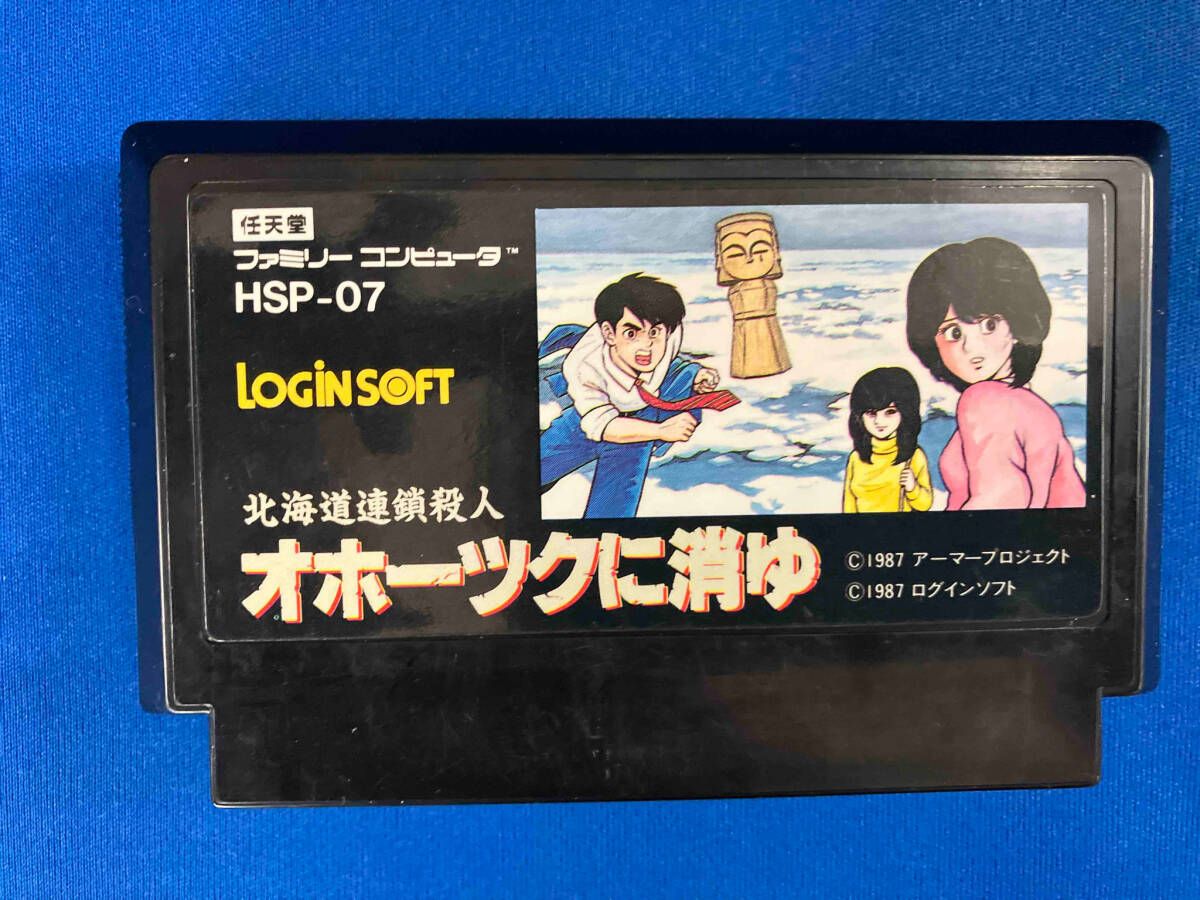 任天堂
ファミリー コンピュータ™
HSP-07
LOGiN SOFT
北海道連鎖殺人
オホーツクに消ゆ
©1987 アーマープロジェクト
©1987 ログインソフト